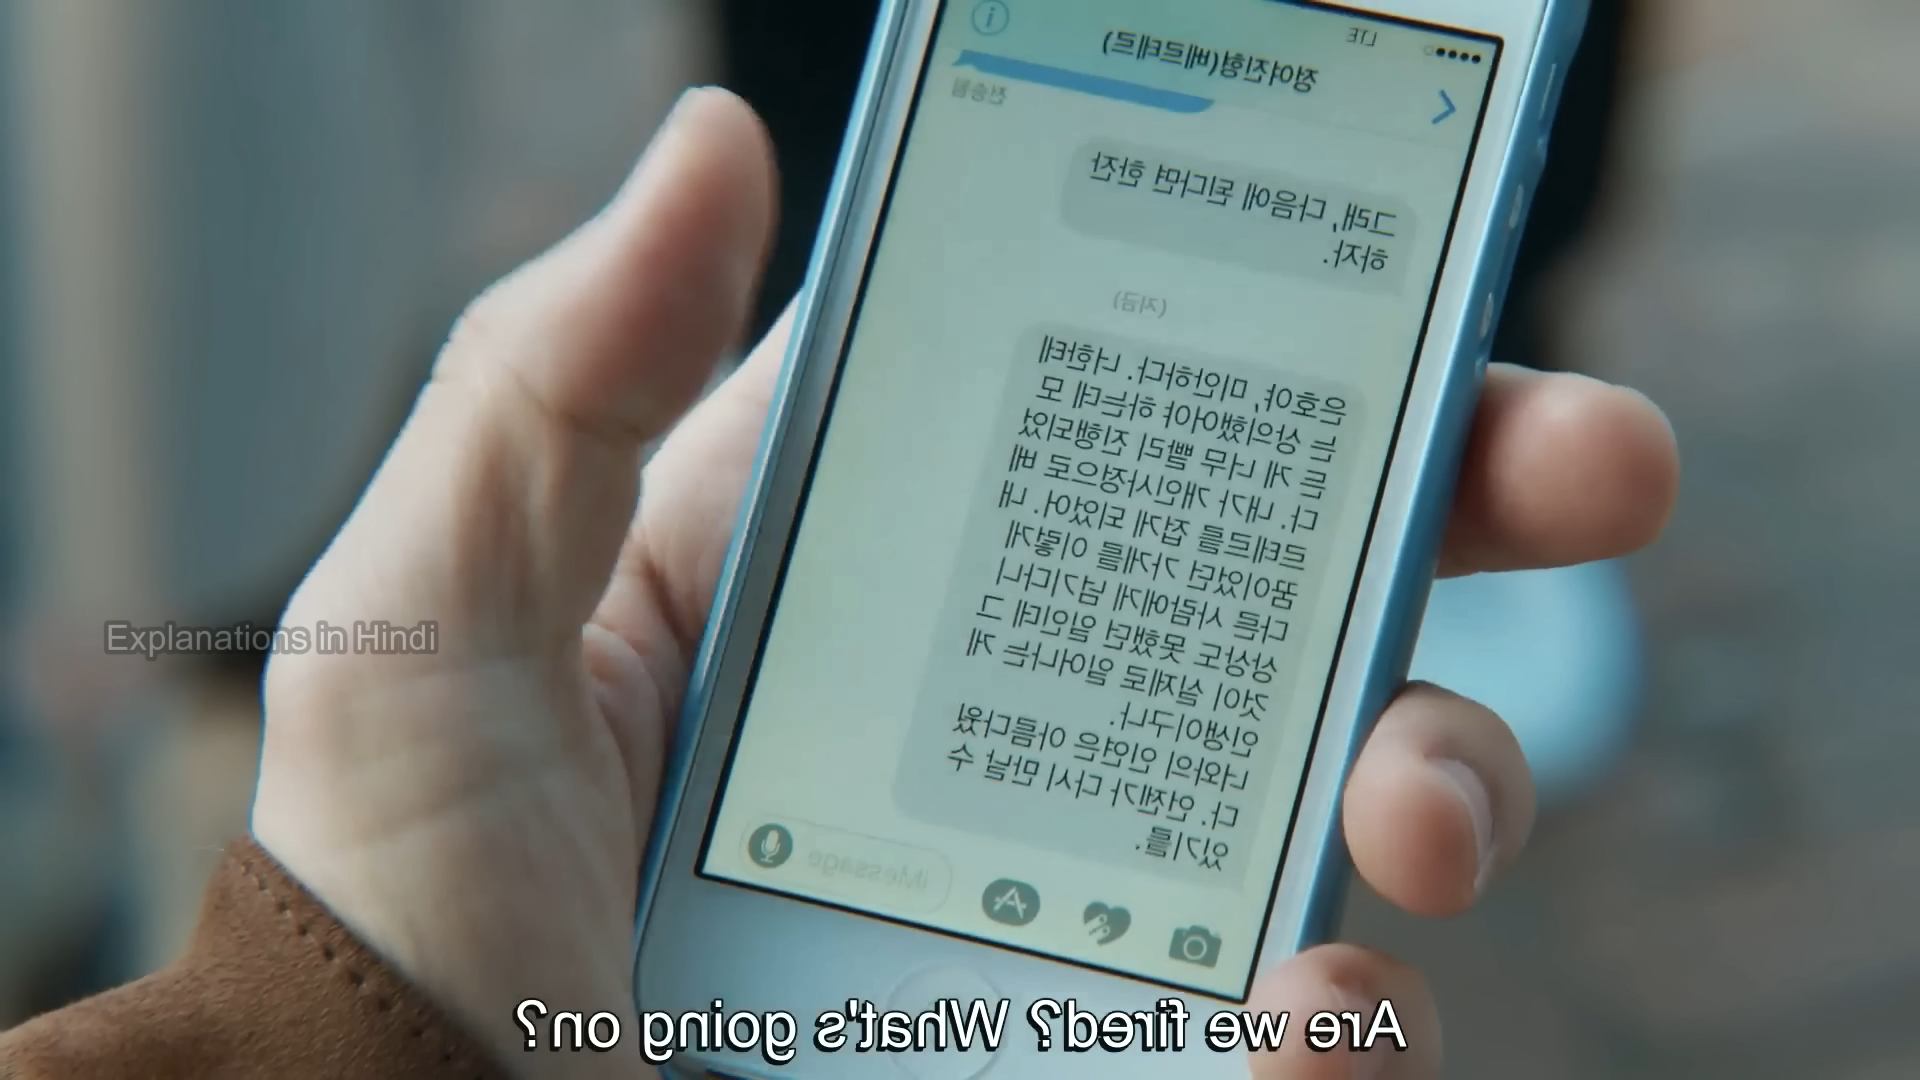 LTE
정여진형(베르테르)
전송됨
그래, 다음에 된다면 한잔
하자.
(지금)
은호야, 미안하다. 너한테
는 상의했어야 하는데 모
든 게 너무 빨리 진행되었
다. 내가 개인사정으로 베
르테르를 접게 되었어. 내
꿈이었던 가게를 이렇게
다른 사람에게 넘기다니
상상도 못했던 일인데 그
것이 실제로 일어나는 게
인생이구나.
너와의 인연은 아름다웠
다. 언젠가 다시 만날 수
있기를.
iMessage
Explanations in Hindi
Are we fired? What's going on?